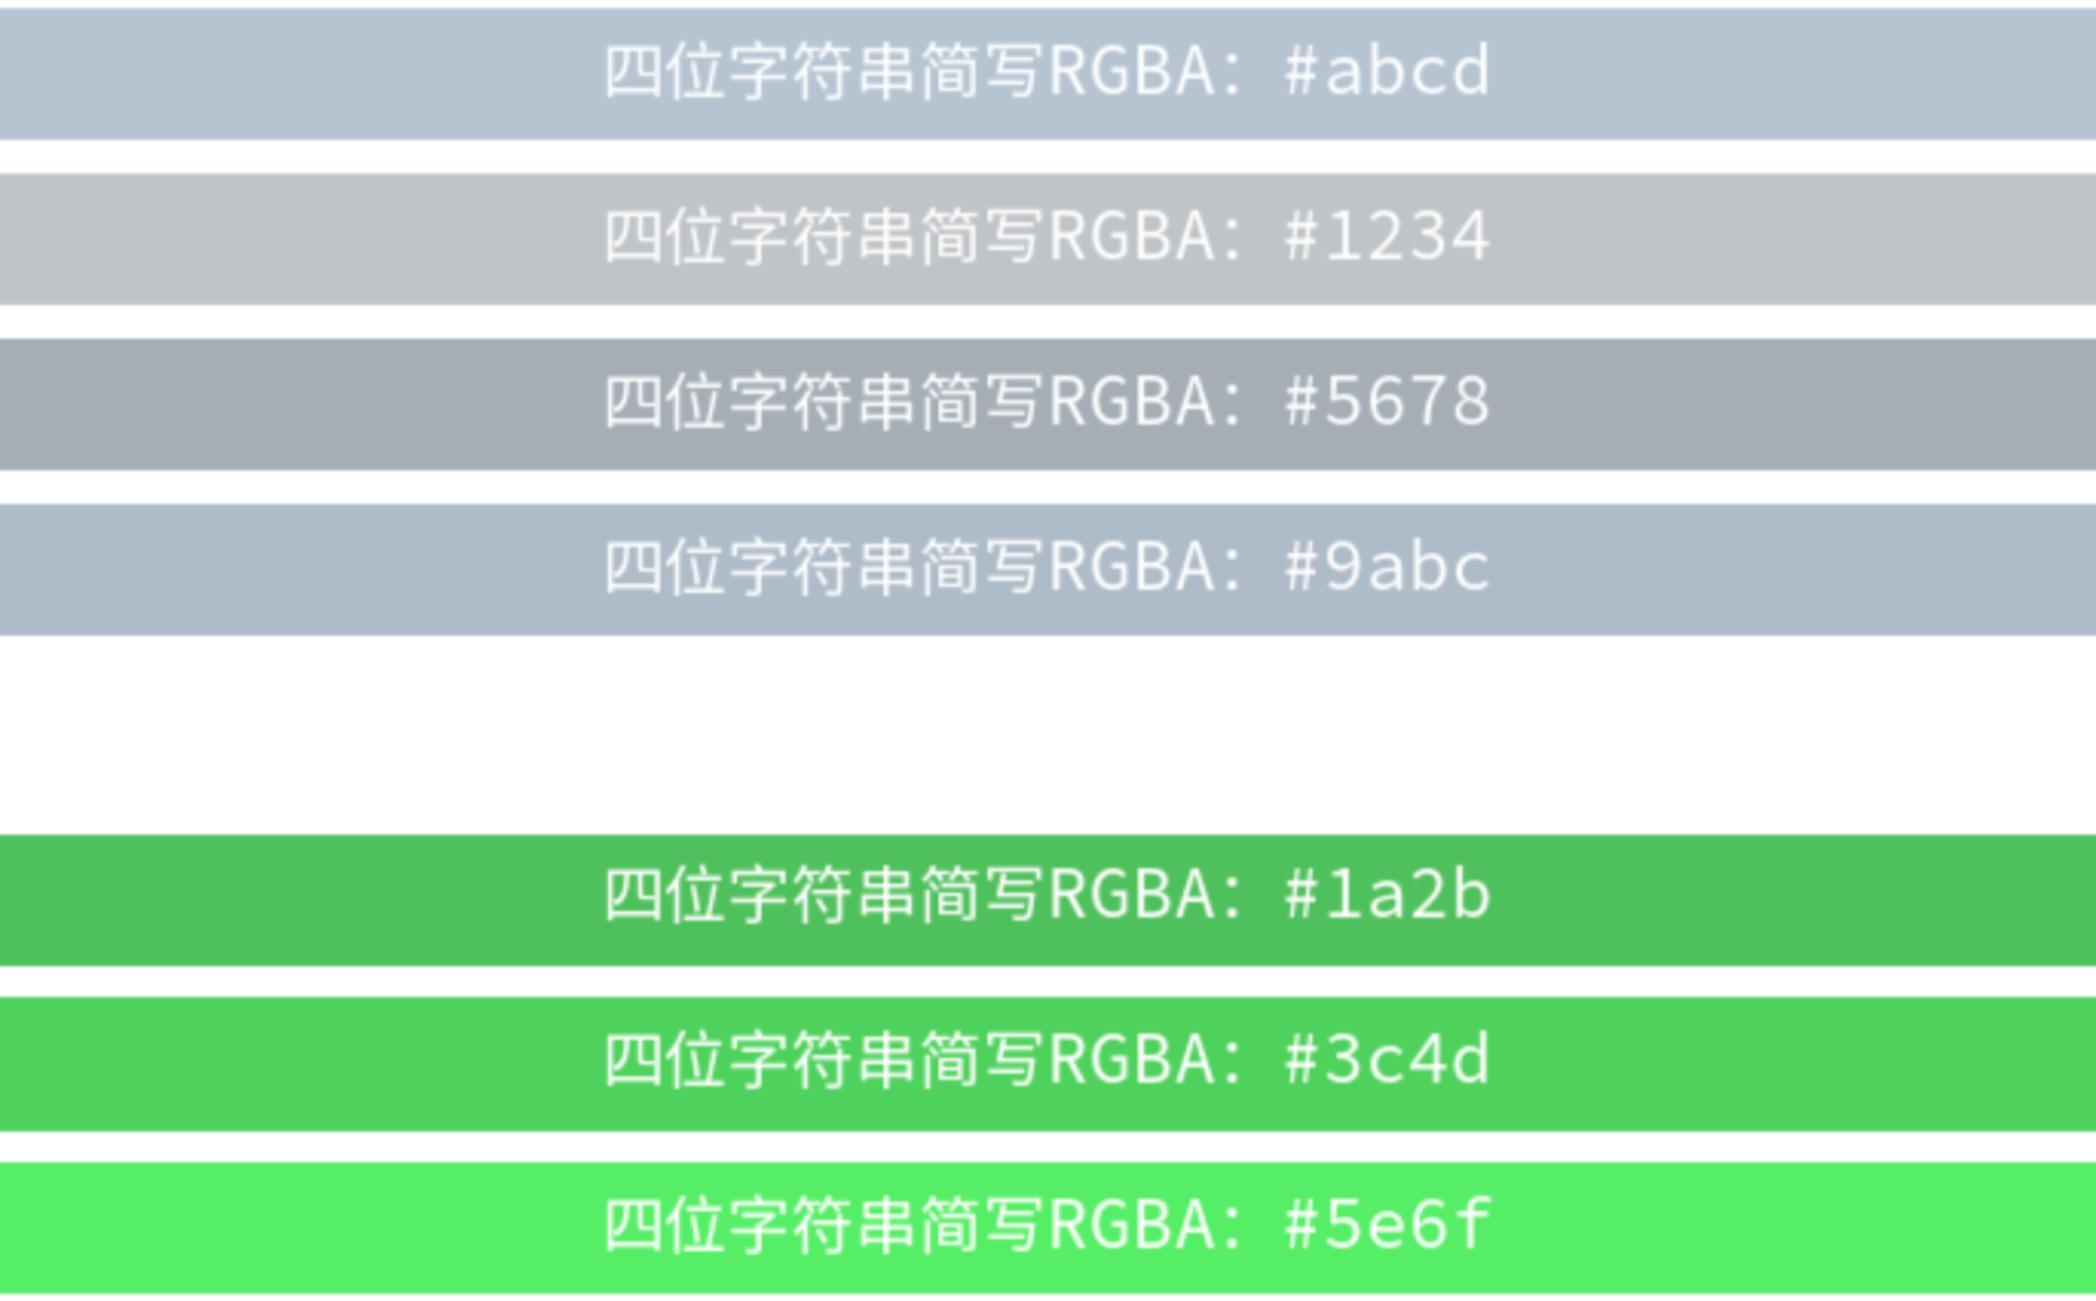 四位字符串简写RGBA：#abcd
四位字符串简写RGBA：#1234
四位字符串简写RGBA：#5678
四位字符串简写RGBA：#9abc
四位字符串简写RGBA：#1a2b
四位字符串简写RGBA：#3c4d
四位字符串简写RGBA：#5e6f